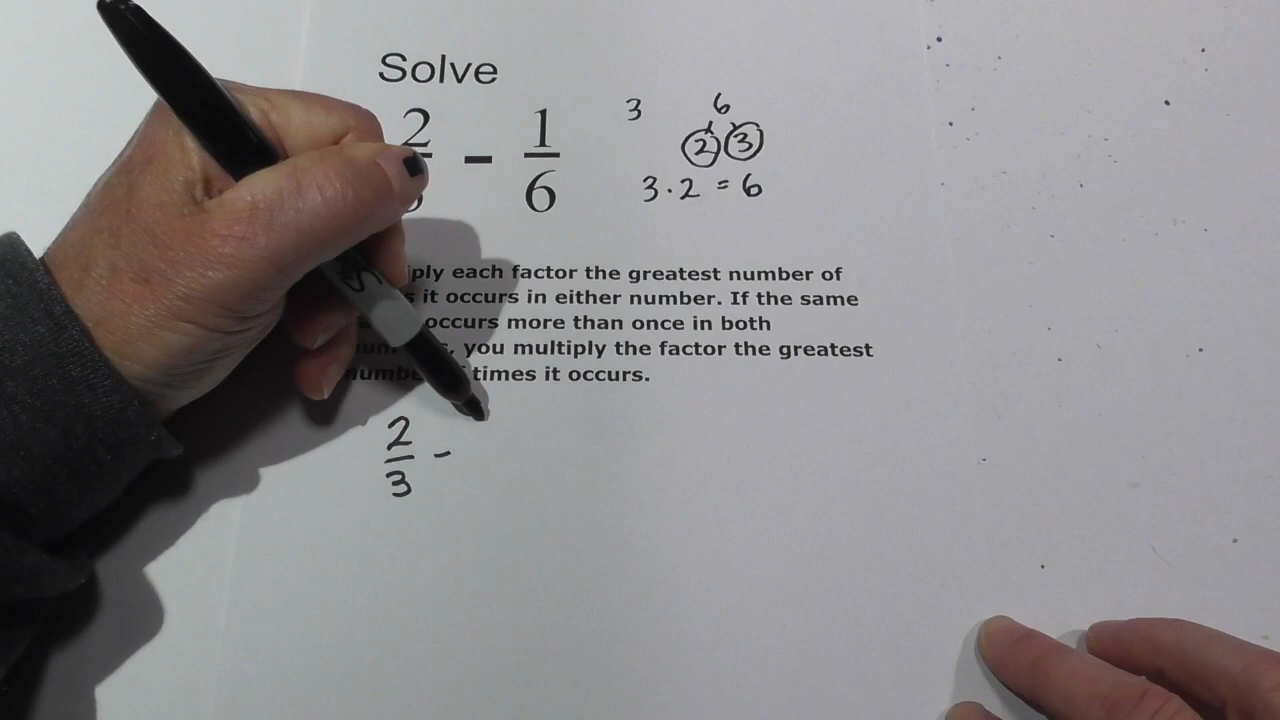 Solve
2 - 1 3 6
6 2 3
3 · 2 = 6
each factor the greatest number of
it occurs in either number. If the same
occurs more than once in both
, you multiply the factor the greatest
times it occurs.
2 -
3